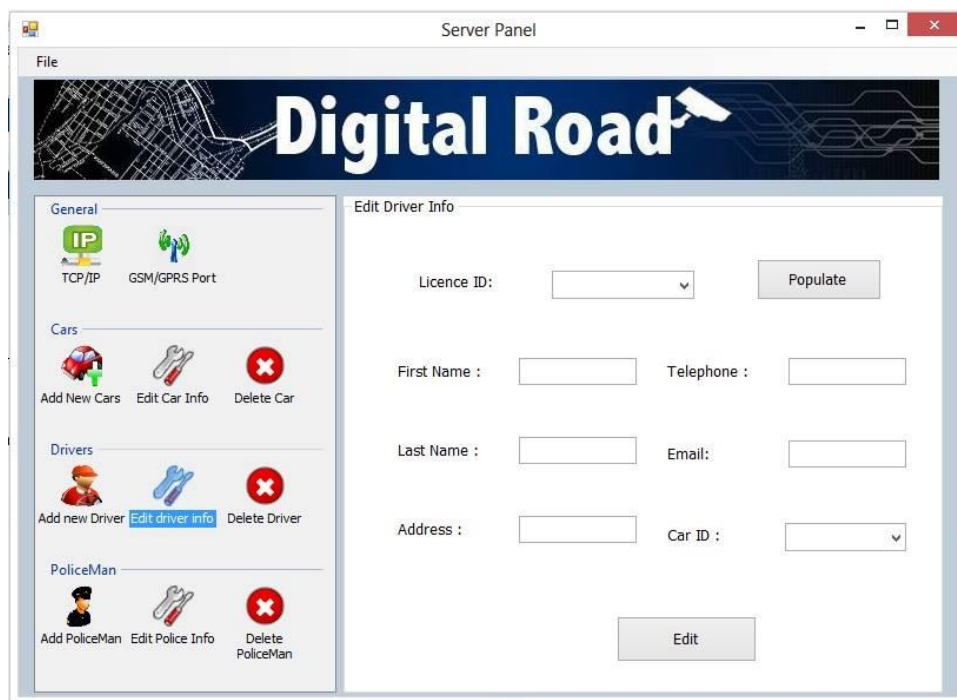 Server Panel
File
Digital Road
General
IP
TCP/IP GSM/GPRS Port
Cars
Add New Cars Edit Car Info Delete Car
Drivers
Add new Driver Edit driver info Delete Driver
PoliceMan
Add PoliceMan Edit Police Info Delete
PoliceMan
Edit Driver Info
Licence ID: Populate
First Name : Telephone :
Last Name : Email:
Address : Car ID :
Edit